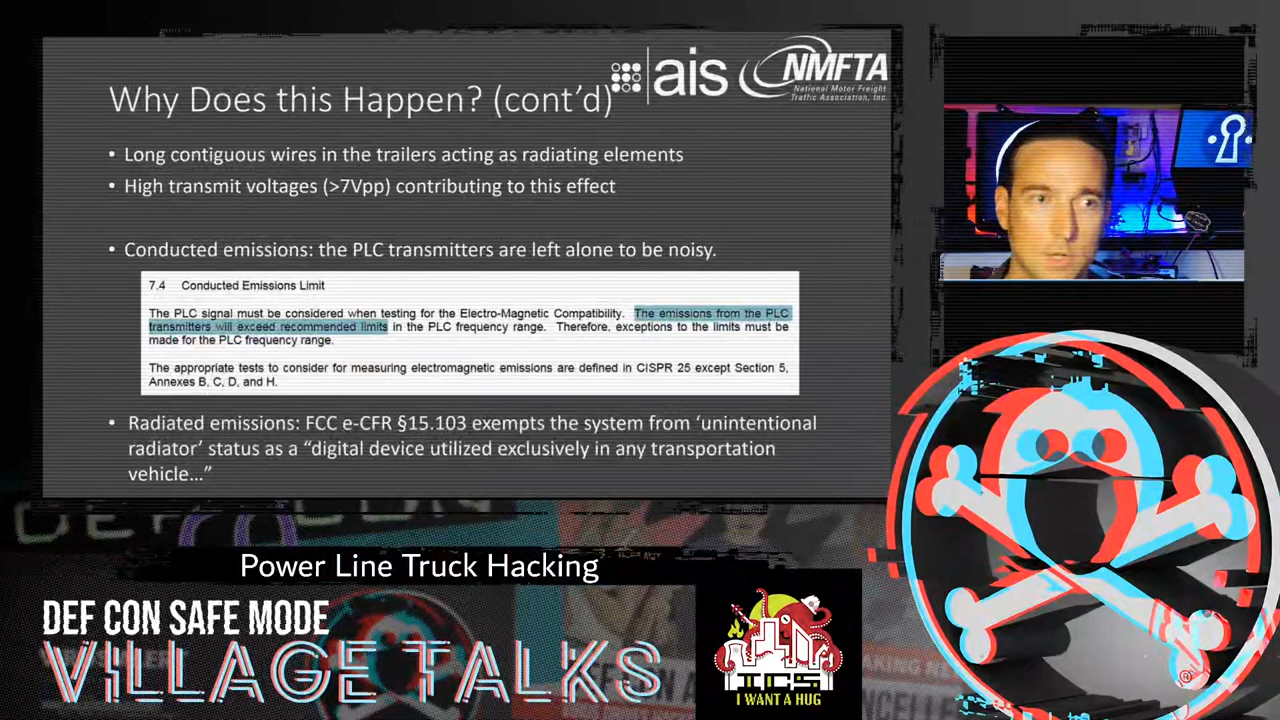 ais
NMFTA
National Motor Freight
Traffic Association, Inc.
Why Does this Happen? (cont’d)
• Long contiguous wires in the trailers acting as radiating elements
• High transmit voltages (>7Vpp) contributing to this effect
• Conducted emissions: the PLC transmitters are left alone to be noisy.
7.4 Conducted Emissions Limit
The PLC signal must be considered when testing for the Electro-Magnetic Compatibility. The emissions from the PLC
transmitters will exceed recommended limits in the PLC frequency range. Therefore, exceptions to the limits must be
made for the PLC frequency range.
The appropriate tests to consider for measuring electromagnetic emissions are defined in CISPR 25 except Section 5,
Annexes B, C, D, and H.
• Radiated emissions: FCC e-CFR §15.103 exempts the system from ‘unintentional
radiator’ status as a “digital device utilized exclusively in any transportation
vehicle…”
DEF CON
Power Line Truck Hacking
DEF CON SAFE MODE
VILLAGE TALKS
ICS
I WANT A HUG
®